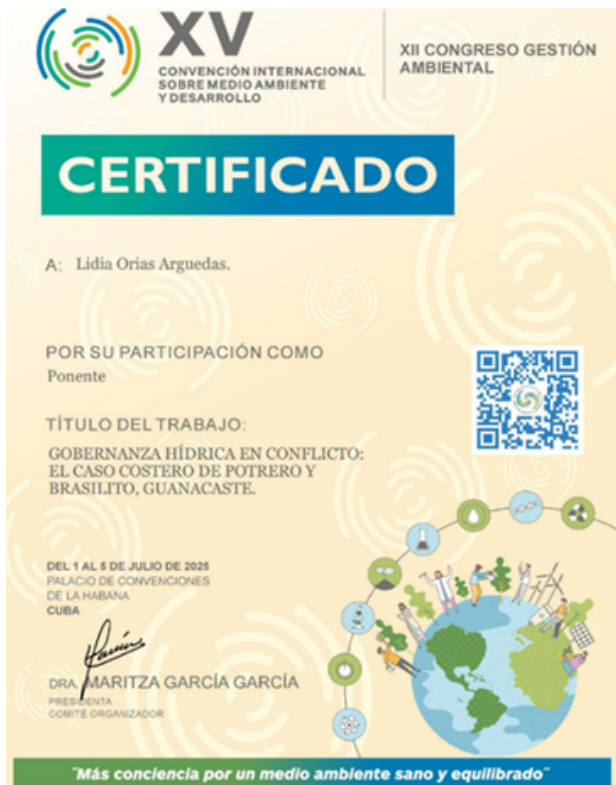 XV
CONVENCIÓN INTERNACIONAL
SOBRE MEDIO AMBIENTE
Y DESARROLLO
XII CONGRESO GESTIÓN
AMBIENTAL
CERTIFICADO
A: Lidia Orias Arguedas.
POR SU PARTICIPACIÓN COMO
Ponente
TÍTULO DEL TRABAJO:
GOBERNANZA HÍDRICA EN CONFLICTO:
EL CASO COSTERO DE POTRERO Y
BRASILITO, GUANACASTE.
DEL 1 AL 5 DE JULIO DE 2025
PALACIO DE CONVENCIONES
DE LA HABANA
CUBA
DRA. MARITZA GARCÍA GARCÍA
PRESIDENTA
COMITÉ ORGANIZADOR
"Más conciencia por un medio ambiente sano y equilibrado"